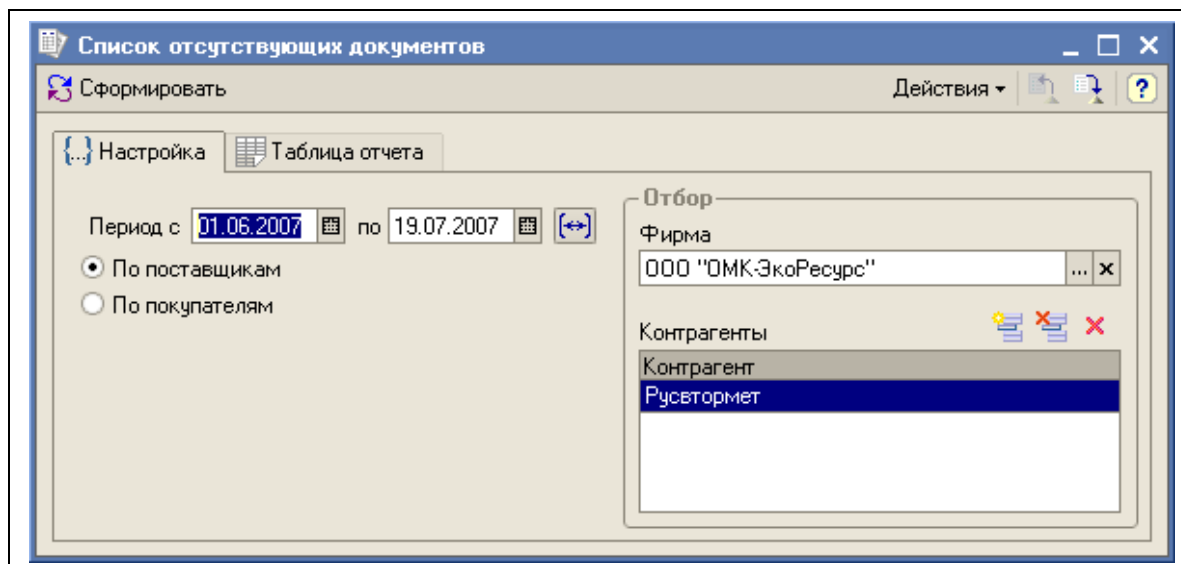 Список отсутствующих документов
Сформировать
Действия
?
{...} Настройка
Таблица отчета
Период с 01.06.2007 по 19.07.2007
По поставщикам
По покупателям
Отбор
Фирма
ООО "ОМК-ЭкоРесурс" ... x
Контрагенты
Контрагент
Русвтормет